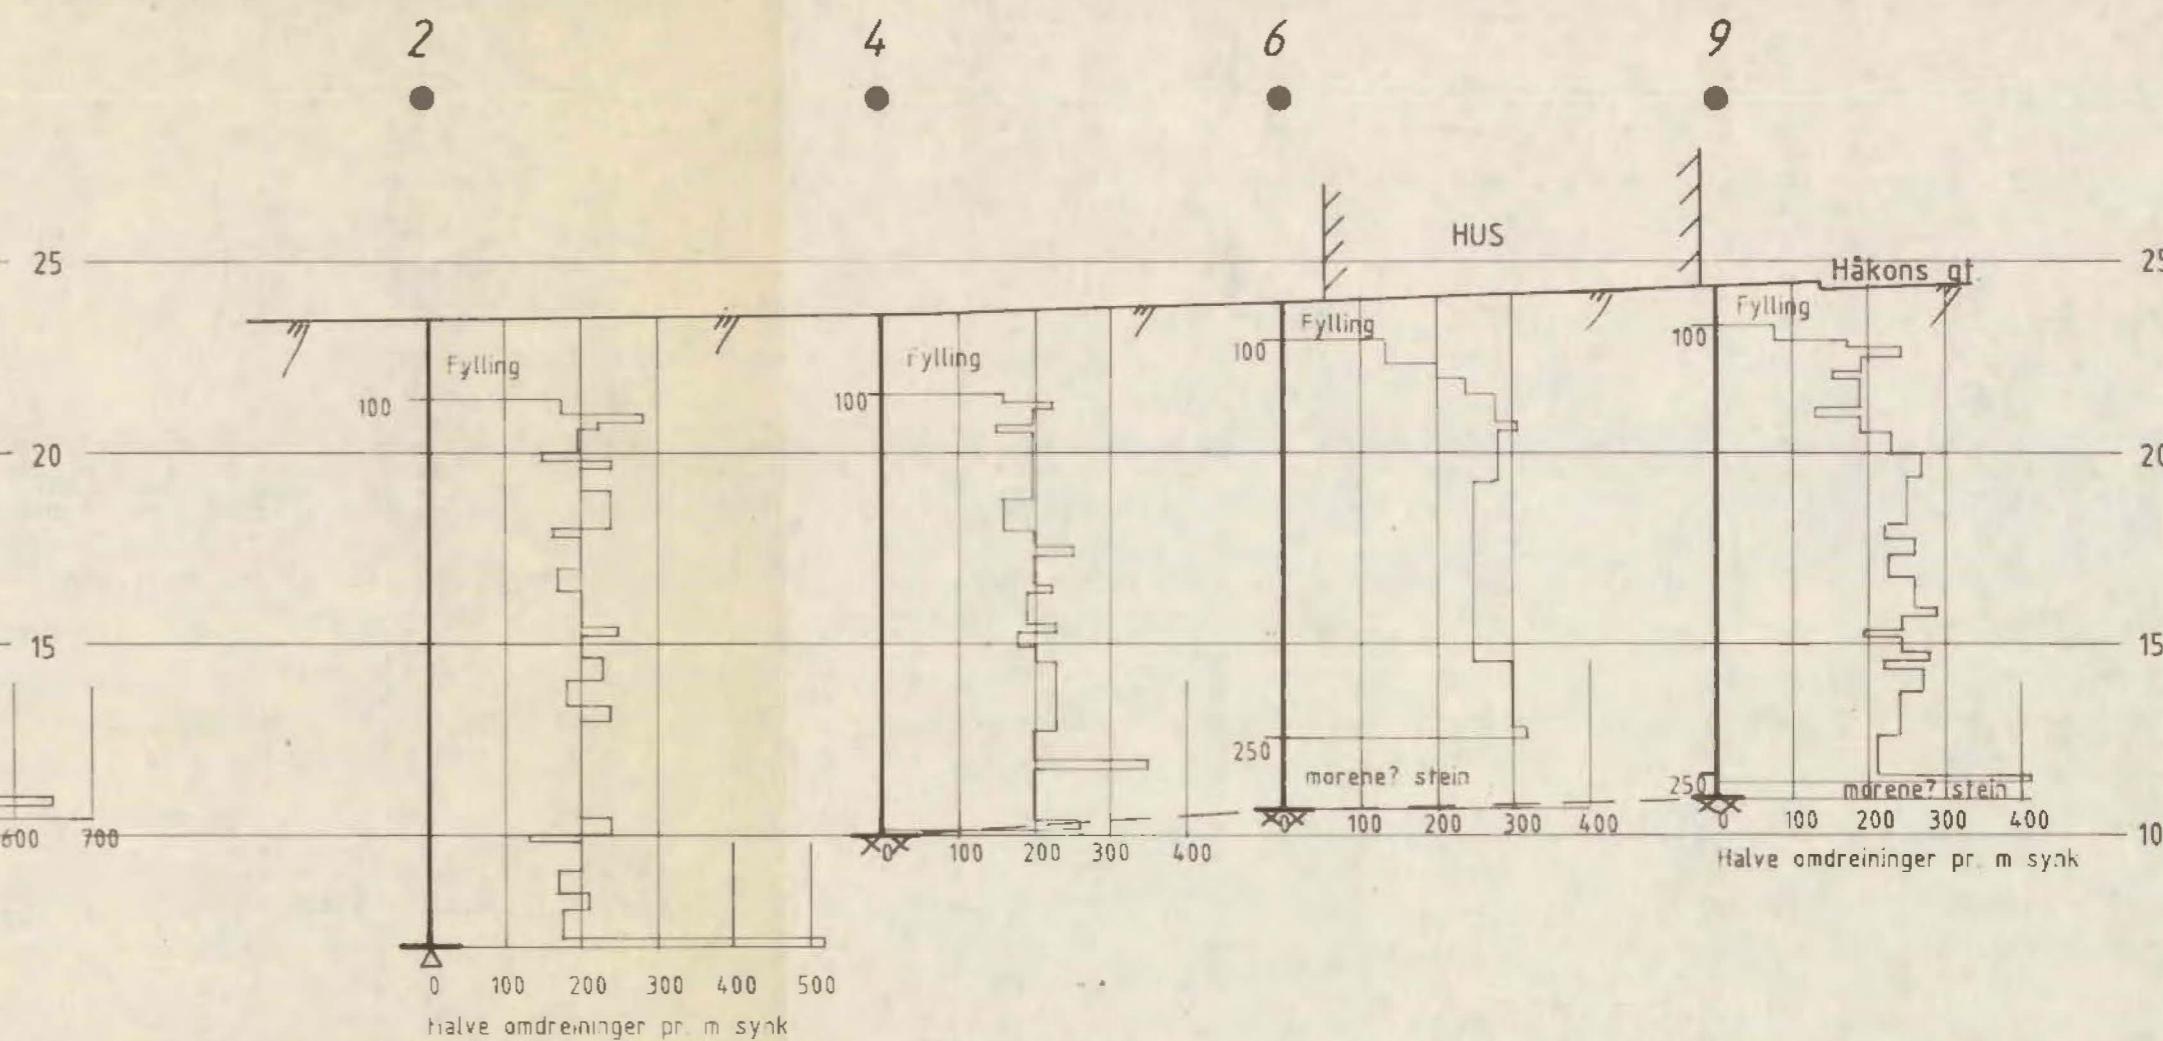 2 4 6 9
HUS
25 25
Håkons gt.
Fylling Fylling Fylling Fylling
100 100 100 100
20 20
15 15
250 morene? stein
250 morene? stein
600 700
0 100 200 300 400
0 100 200 300 400
0 100 200 300 400
10
Halve omdreininger pr. m synk
0 100 200 300 400 500
Halve omdreininger pr. m synk